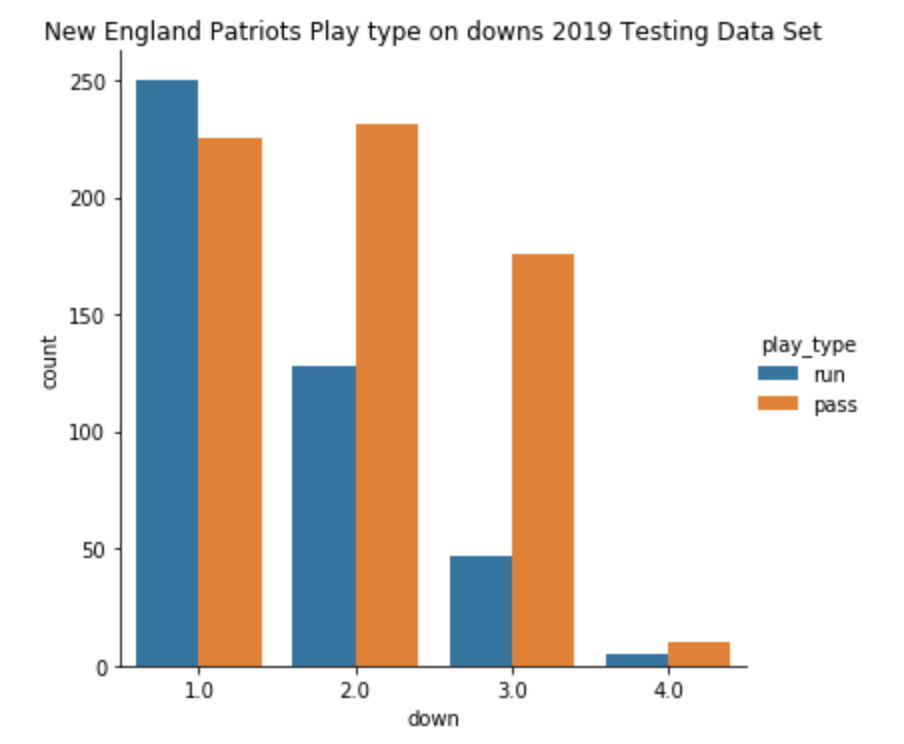 New England Patriots Play type on downs 2019 Testing Data Set
250
200
150
100
50
0
count
1.0 2.0 3.0 4.0
down
play_type
run
pass